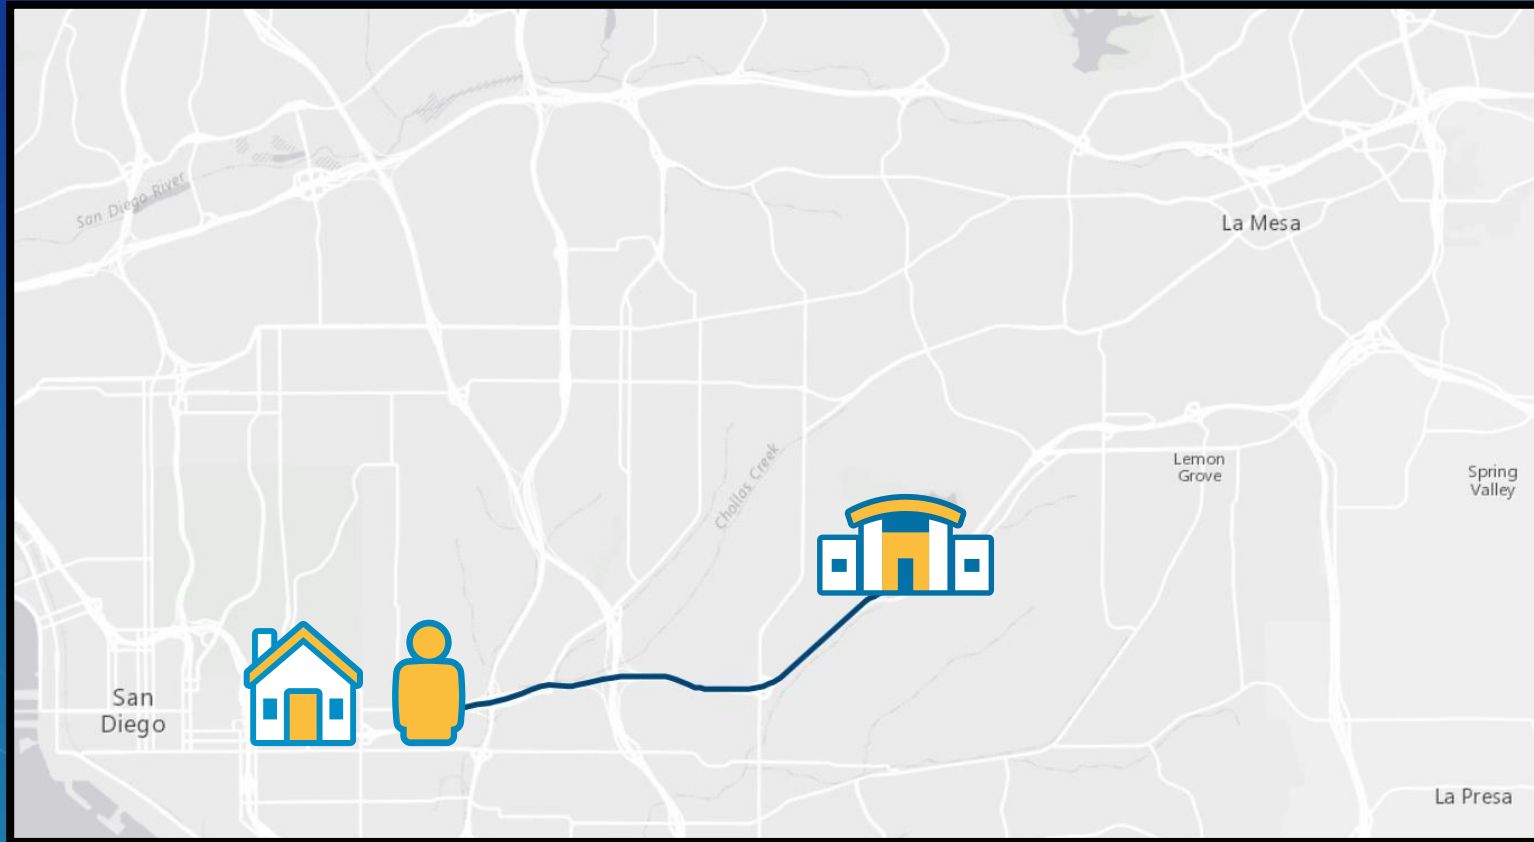 San Diego River
La Mesa
Chollas Creek
Lemon
Grove
Spring
Valley
San
Diego
La Presa